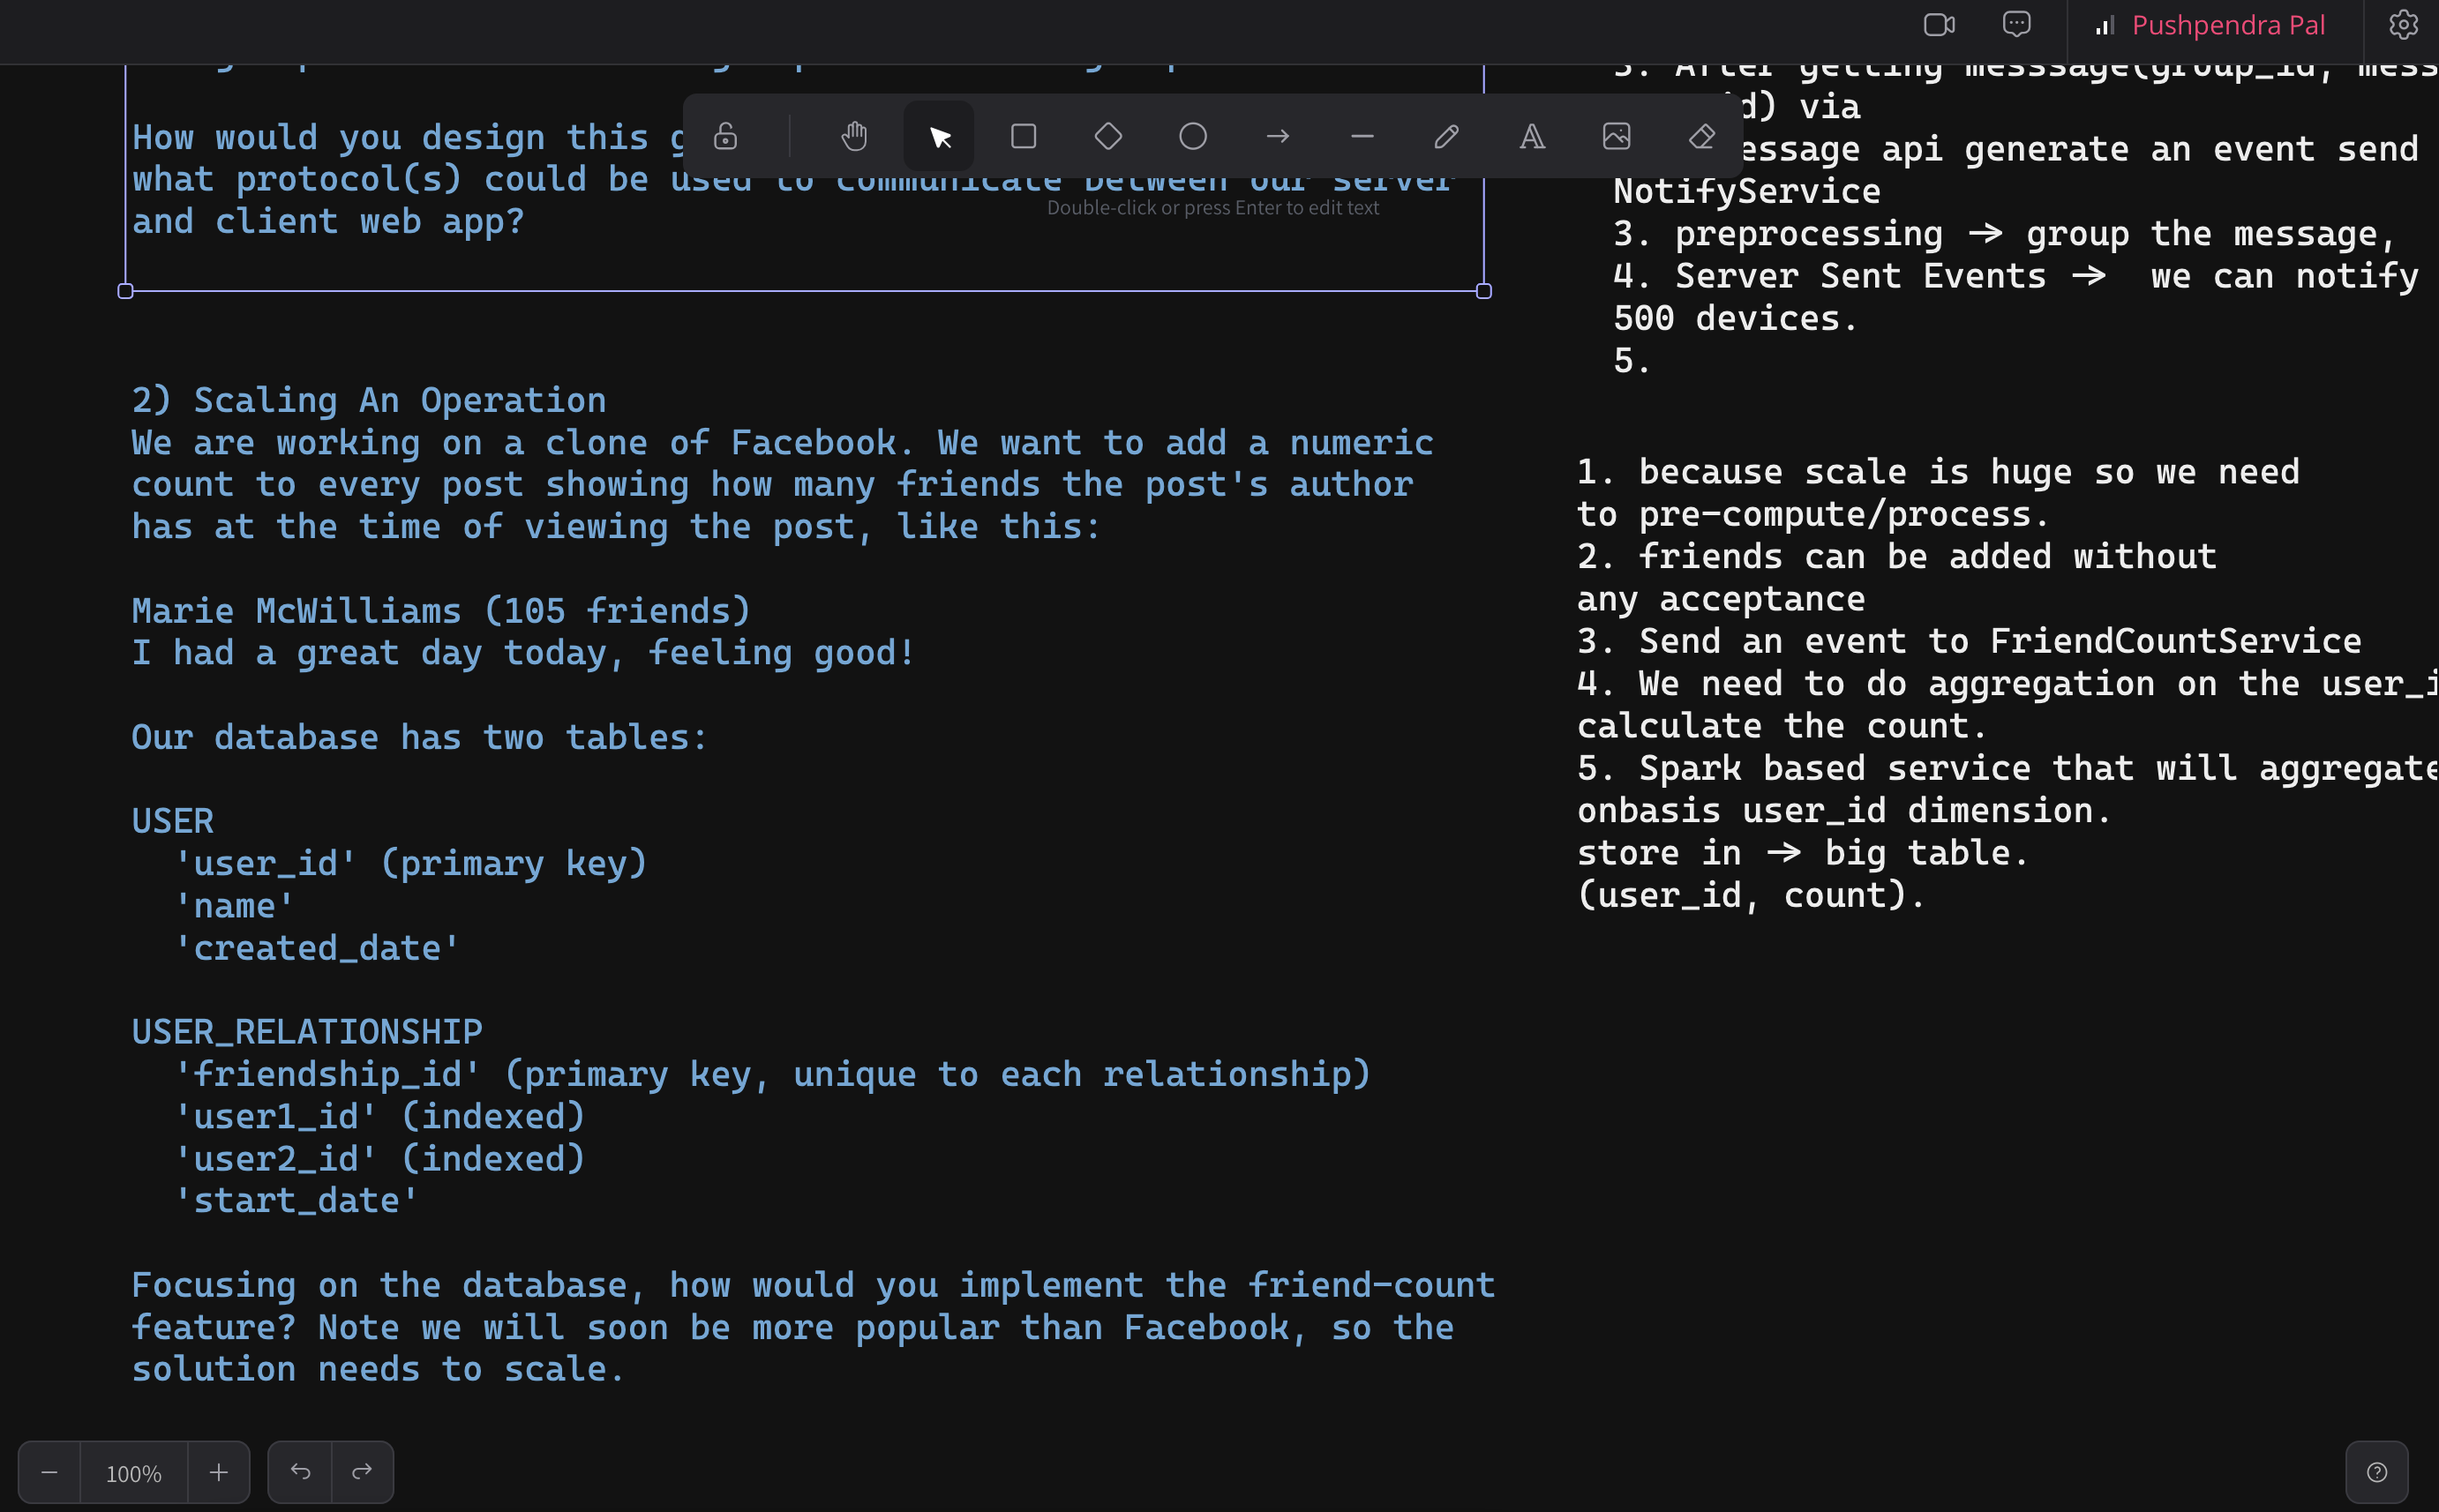 Pushpendra Pal
3. After getting messsage(group_id, mess
d) via
How would you design this
essage api generate an event send
what protocol(s) could be used to communicate between our server
NotifyService
Double-click or press Enter to edit text
and client web app?
3. preprocessing → group the message,
4. Server Sent Events →  we can notify
500 devices.
5.
2) Scaling An Operation
We are working on a clone of Facebook. We want to add a numeric
count to every post showing how many friends the post's author
has at the time of viewing the post, like this:
Marie McWilliams (105 friends)
I had a great day today, feeling good!
Our database has two tables:
USER
'user_id' (primary key)
'name'
'created_date'
USER_RELATIONSHIP
'friendship_id' (primary key, unique to each relationship)
'user1_id' (indexed)
'user2_id' (indexed)
'start_date'
Focusing on the database, how would you implement the friend-count
feature? Note we will soon be more popular than Facebook, so the
solution needs to scale.
1. because scale is huge so we need
to pre-compute/process.
2. friends can be added without
any acceptance
3. Send an event to FriendCountService
4. We need to do aggregation on the user_i
calculate the count.
5. Spark based service that will aggregate
onbasis user_id dimension.
store in → big table.
(user_id, count).
100%